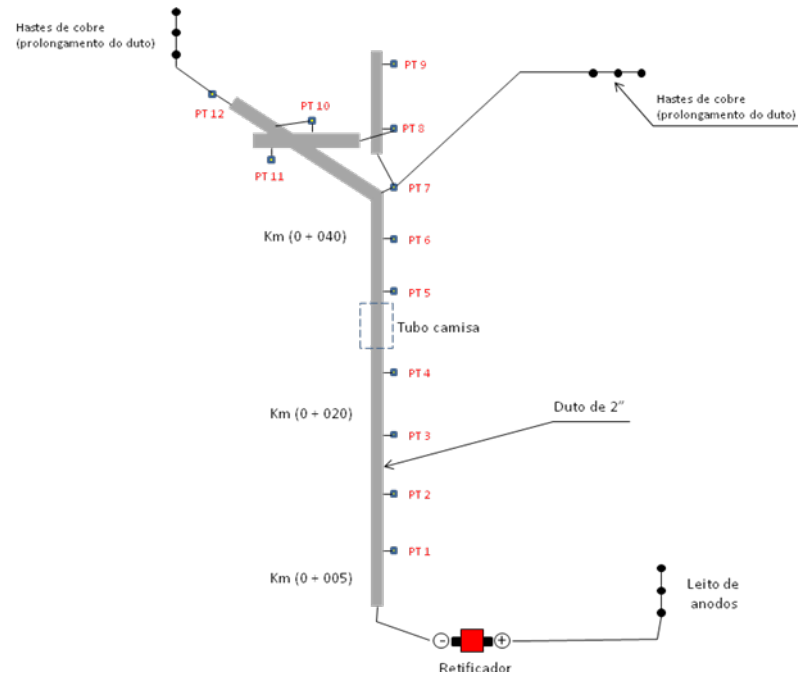 Hastes de cobre
(prolongamento do duto)
PT 9
PT 10
Hastes de cobre
(prolongamento do duto)
PT 12
PT 8
PT 11
PT 7
Km (0 + 040)
PT 6
PT 5
Tubo camisa
PT 4
Km (0 + 020)
Duto de 2”
PT 3
PT 2
PT 1
Km (0 + 005)
Leito de
anodos
(-)
(+)
Retificador